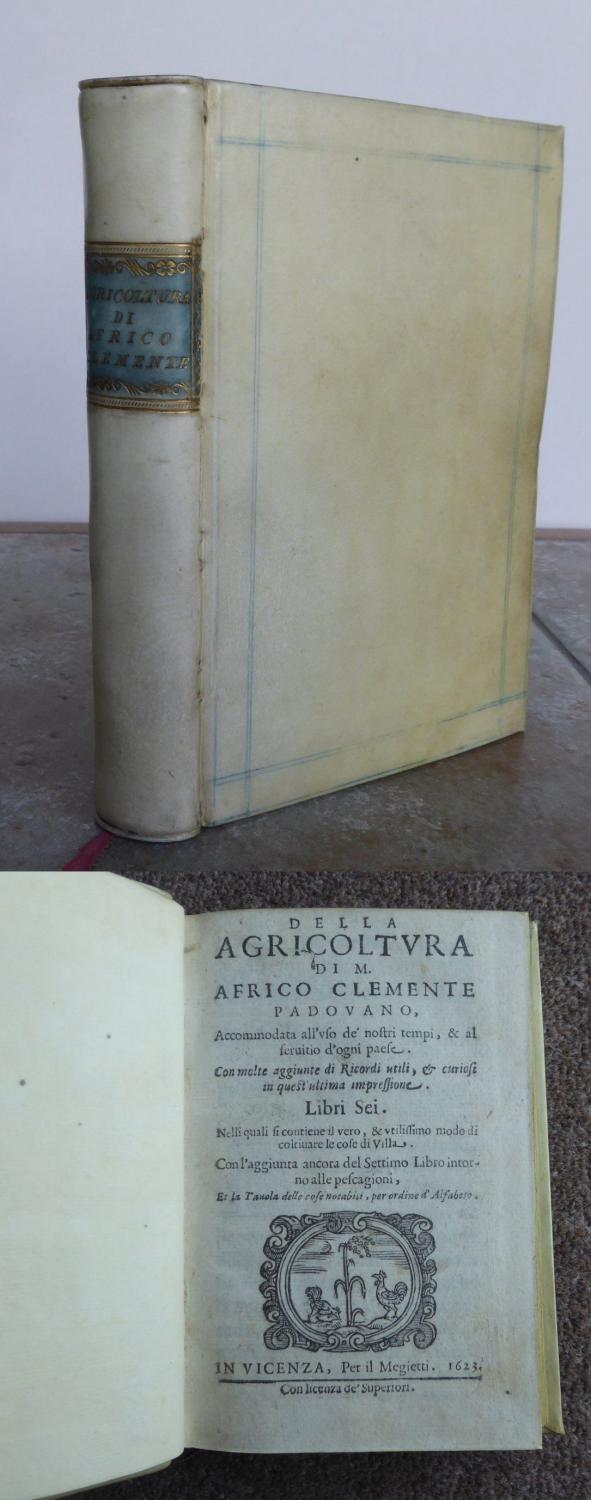 AGRICOLTURA
DI
AFRICO
CLEMENTE
DELLA
AGRICOLTVRA
DI M.
AFRICO CLEMENTE
PADOVANO,
Accommodata all'vſo de' noſtri tempi, & al
ſeruitio d'ogni paeſe.
Con molte aggiunte di Ricordi utili, & curioſi
in queſt'ultima impreſſione.
Libri Sei.
Nelli quali ſi contiene il vero, & vtiliſſimo modo di
coltiuare le coſe di Villa.
Con l'aggiunta ancora del Settimo Libro intor-
no alle peſcagioni,
Et la Tauola delle coſe notabili, per ordine d'Alfabeto.
IN VICENZA, Per il Megietti. 1623.
Con licenza de' Superiori.